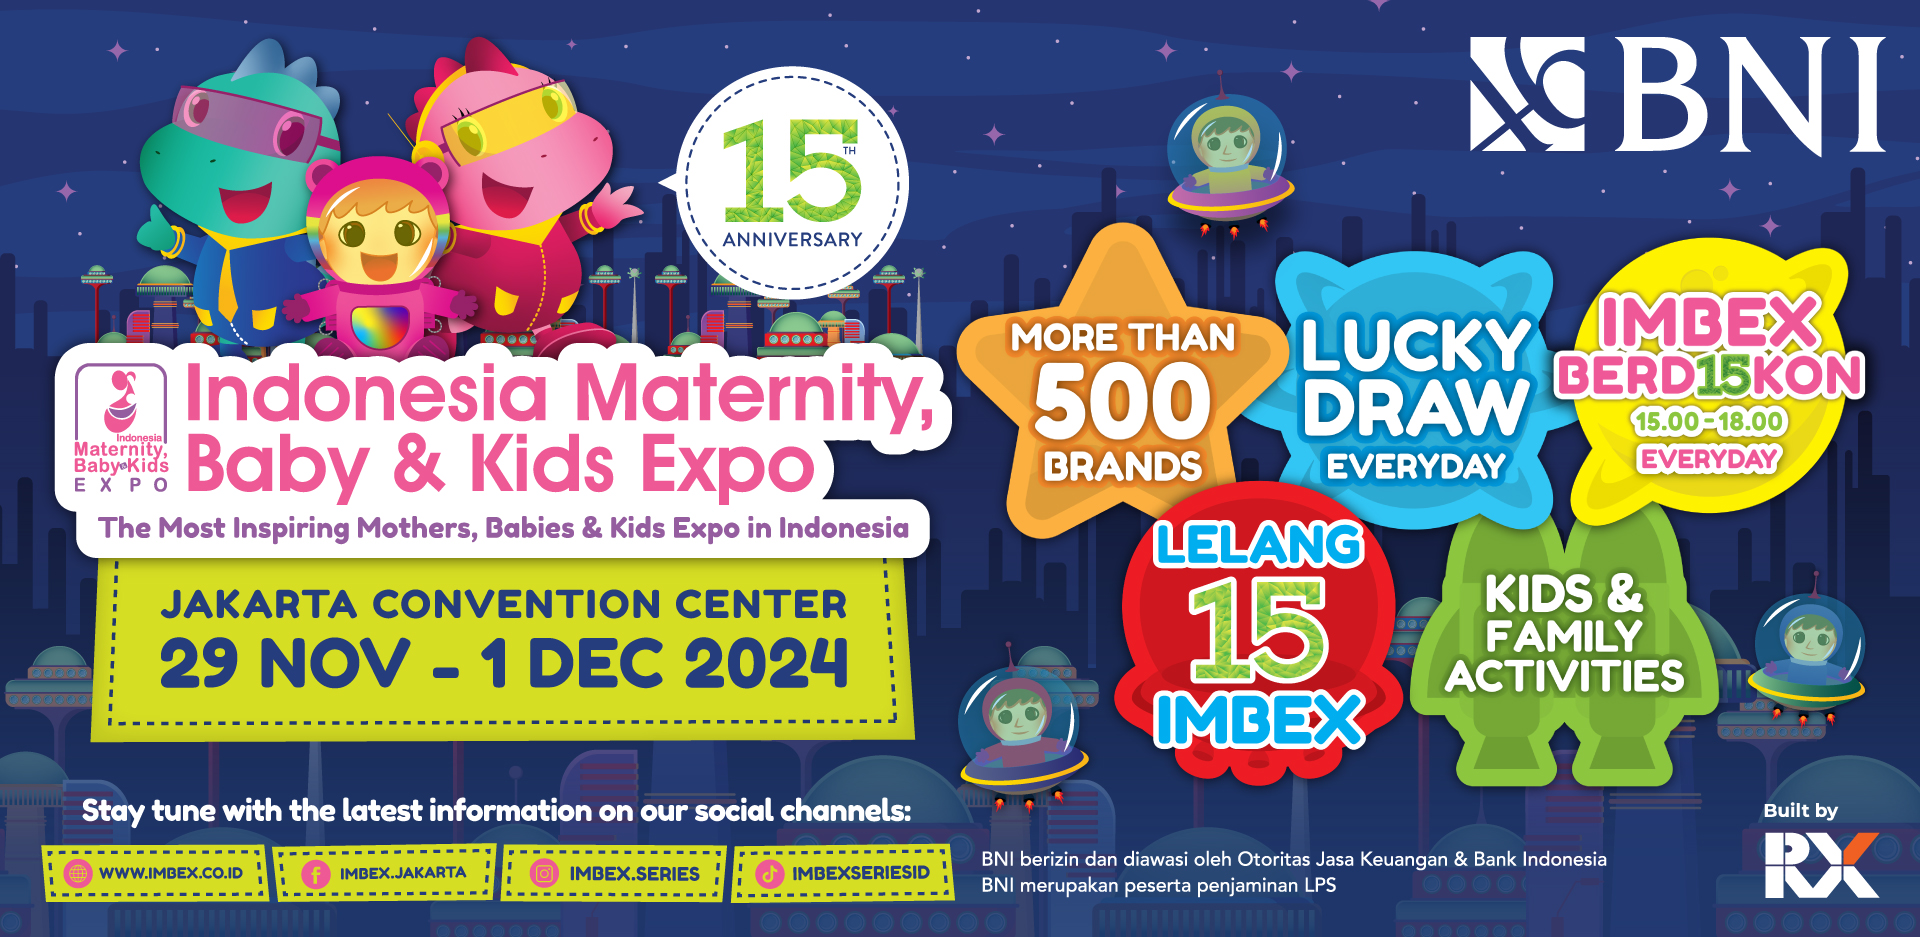 BNI
15
TH
ANNIVERSARY
Indonesia
Maternity,
Baby & Kids
EXPO
Indonesia Maternity,
Baby & Kids Expo
The Most Inspiring Mothers, Babies & Kids Expo in Indonesia
JAKARTA CONVENTION CENTER
29 NOV - 1 DEC 2024
MORE THAN
500
BRANDS
LUCKY
DRAW
EVERYDAY
IMBEX
BERD15KON
15.00 - 18.00
EVERYDAY
LELANG
15
IMBEX
KIDS &
FAMILY
ACTIVITIES
Stay tune with the latest information on our social channels:
WWW.IMBEX.CO.ID
IMBEX.JAKARTA
IMBEX.SERIES
IMBEXSERIESID
BNI berizin dan diawasi oleh Otoritas Jasa Keuangan & Bank Indonesia
BNI merupakan peserta penjaminan LPS
Built by
RX